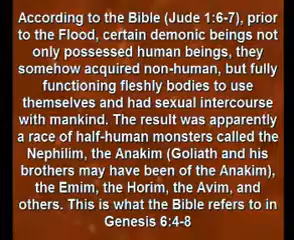 According to the Bible (Jude 1:6-7), prior
to the Flood, certain demonic beings not
only possessed human beings, they
somehow acquired non-human, but fully
functioning fleshly bodies to use
themselves and had sexual intercourse
with mankind. The result was apparently
a race of half-human monsters called the
Nephilim, the Anakim (Goliath and his
brothers may have been of the Anakim),
the Emim, the Horim, the Avim, and
others. This is what the Bible refers to in
Genesis 6:4-8